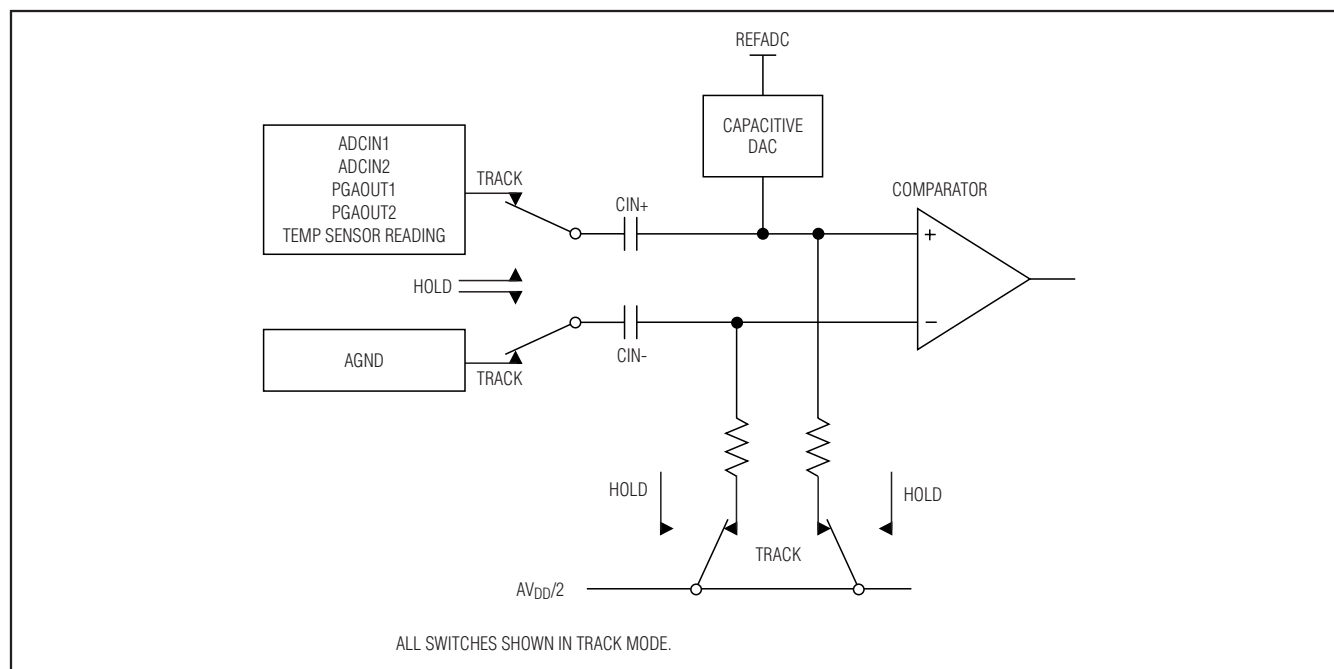 REFADC
CAPACITIVE
DAC
ADCIN1
ADCIN2
PGAOUT1
PGAOUT2
TEMP SENSOR READING
TRACK
CIN+
COMPARATOR
+
HOLD
−
AGND
TRACK
CIN-
HOLD
HOLD
TRACK
AVDD/2
ALL SWITCHES SHOWN IN TRACK MODE.